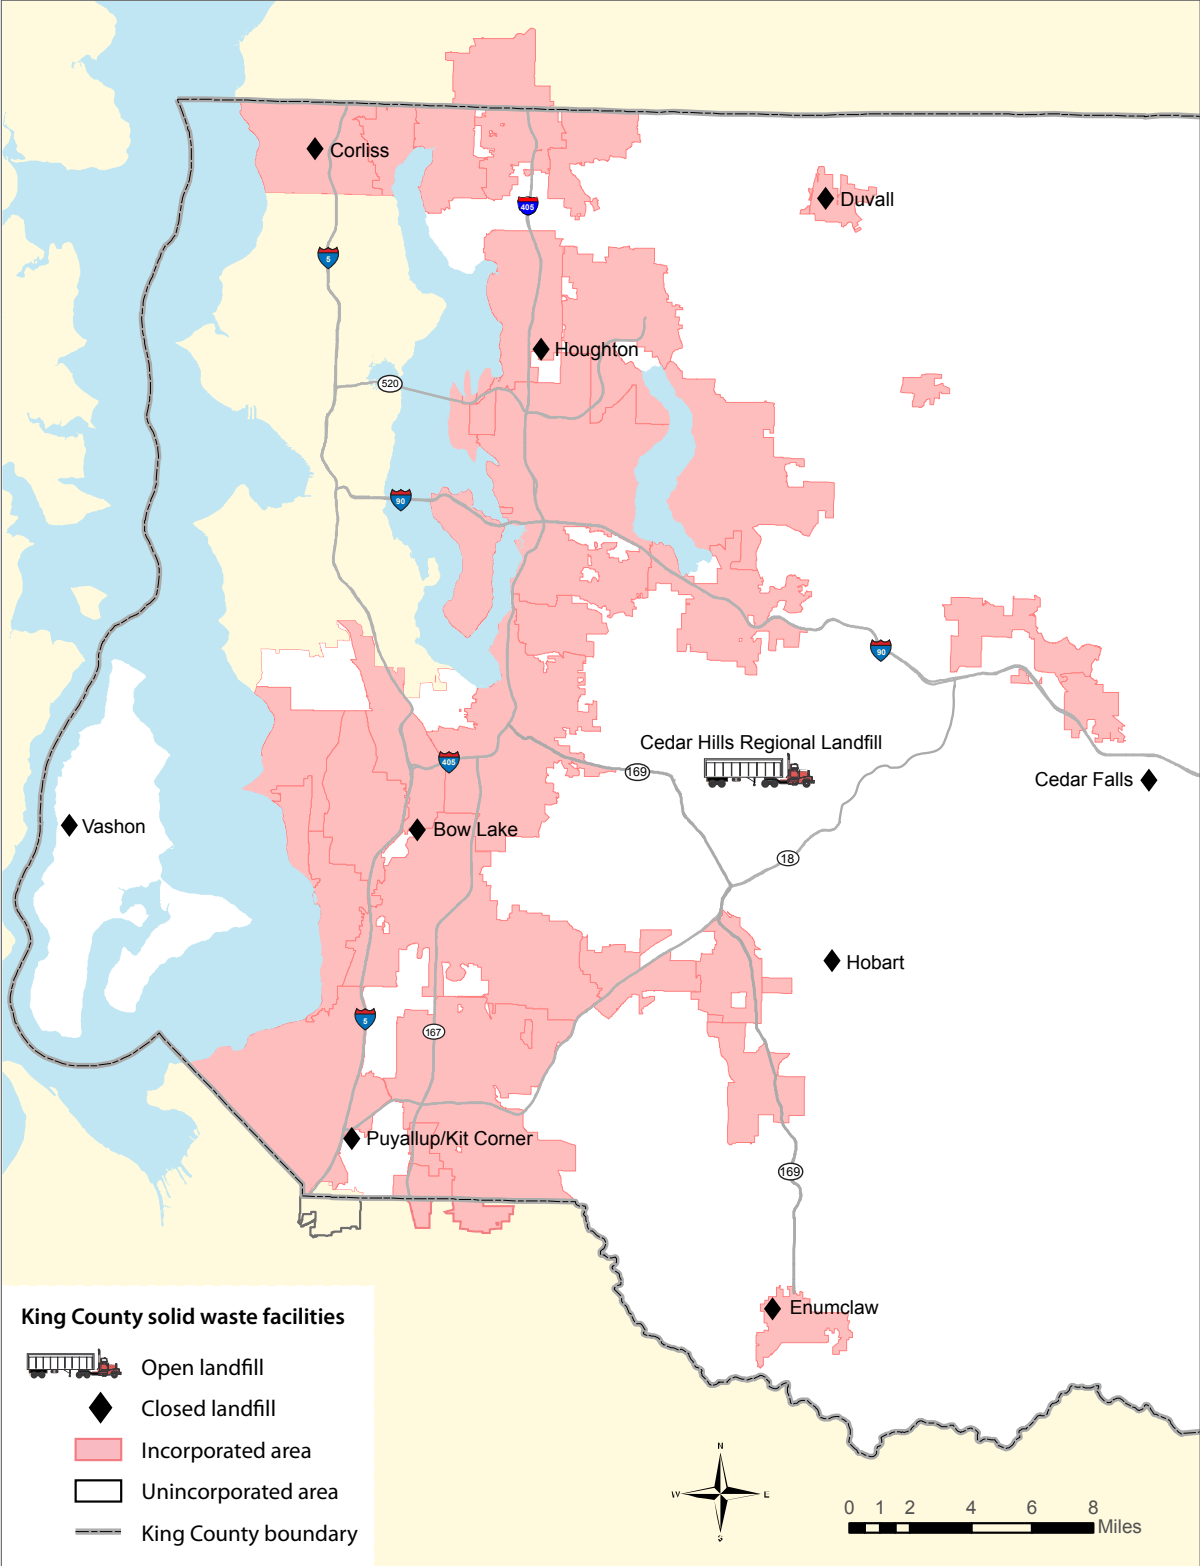 Corliss
Duvall
405
5
Houghton
520
90
90
Cedar Hills Regional Landfill
405
169
Cedar Falls
Vashon
Bow Lake
18
Hobart
5
167
Puyallup/Kit Corner
169
Enumclaw
King County solid waste facilities
Open landfill
Closed landfill
Incorporated area
Unincorporated area
King County boundary
N
W E
S
0 1 2 4 6 8
Miles